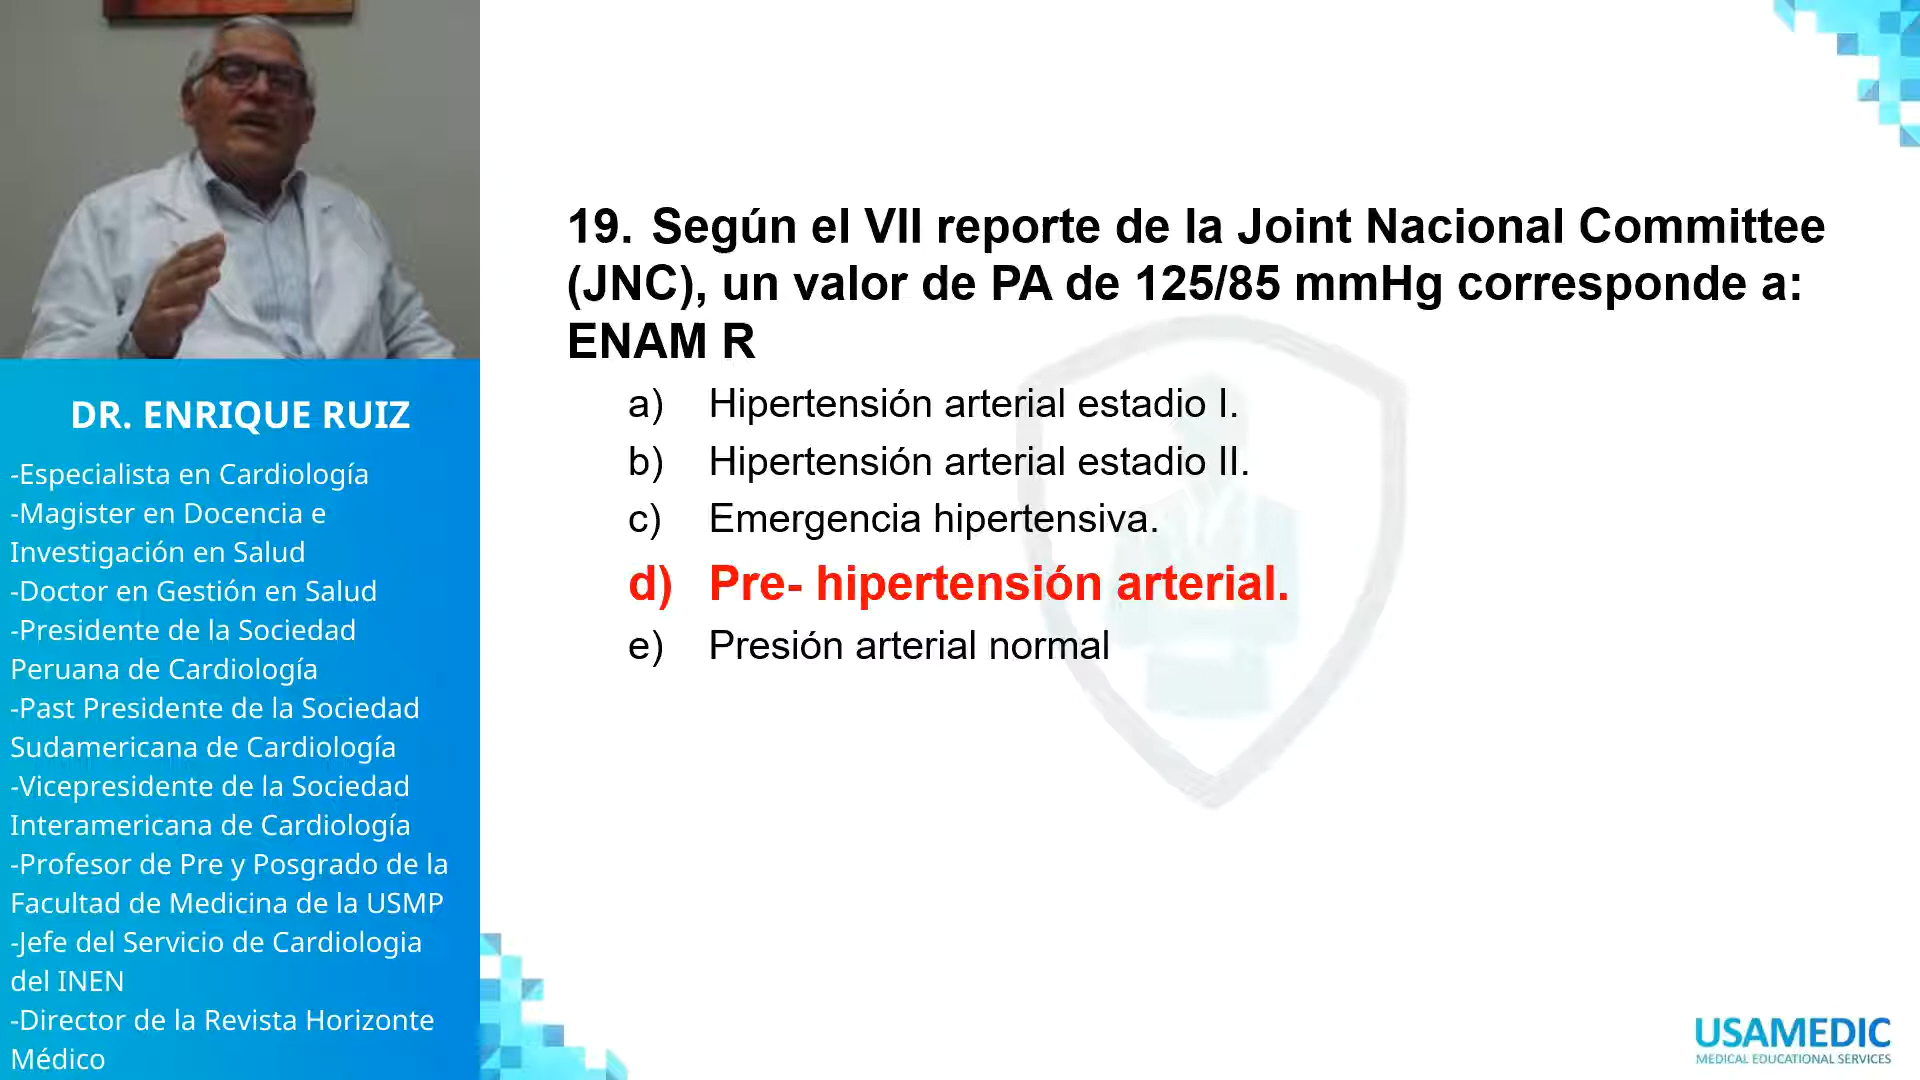 DR. ENRIQUE RUIZ
-Especialista en Cardiología
-Magister en Docencia e
Investigación en Salud
-Doctor en Gestión en Salud
-Presidente de la Sociedad
Peruana de Cardiología
-Past Presidente de la Sociedad
Sudamericana de Cardiología
-Vicepresidente de la Sociedad
Interamericana de Cardiología
-Profesor de Pre y Posgrado de la
Facultad de Medicina de la USMP
-Jefe del Servicio de Cardiologia
del INEN
-Director de la Revista Horizonte
Médico
19. Según el VII reporte de la Joint Nacional Committee
(JNC), un valor de PA de 125/85 mmHg corresponde a:
ENAM R
a) Hipertensión arterial estadio I.
b) Hipertensión arterial estadio II.
c) Emergencia hipertensiva.
d) Pre- hipertensión arterial.
e) Presión arterial normal
USAMEDIC
MEDICAL EDUCATIONAL SERVICES